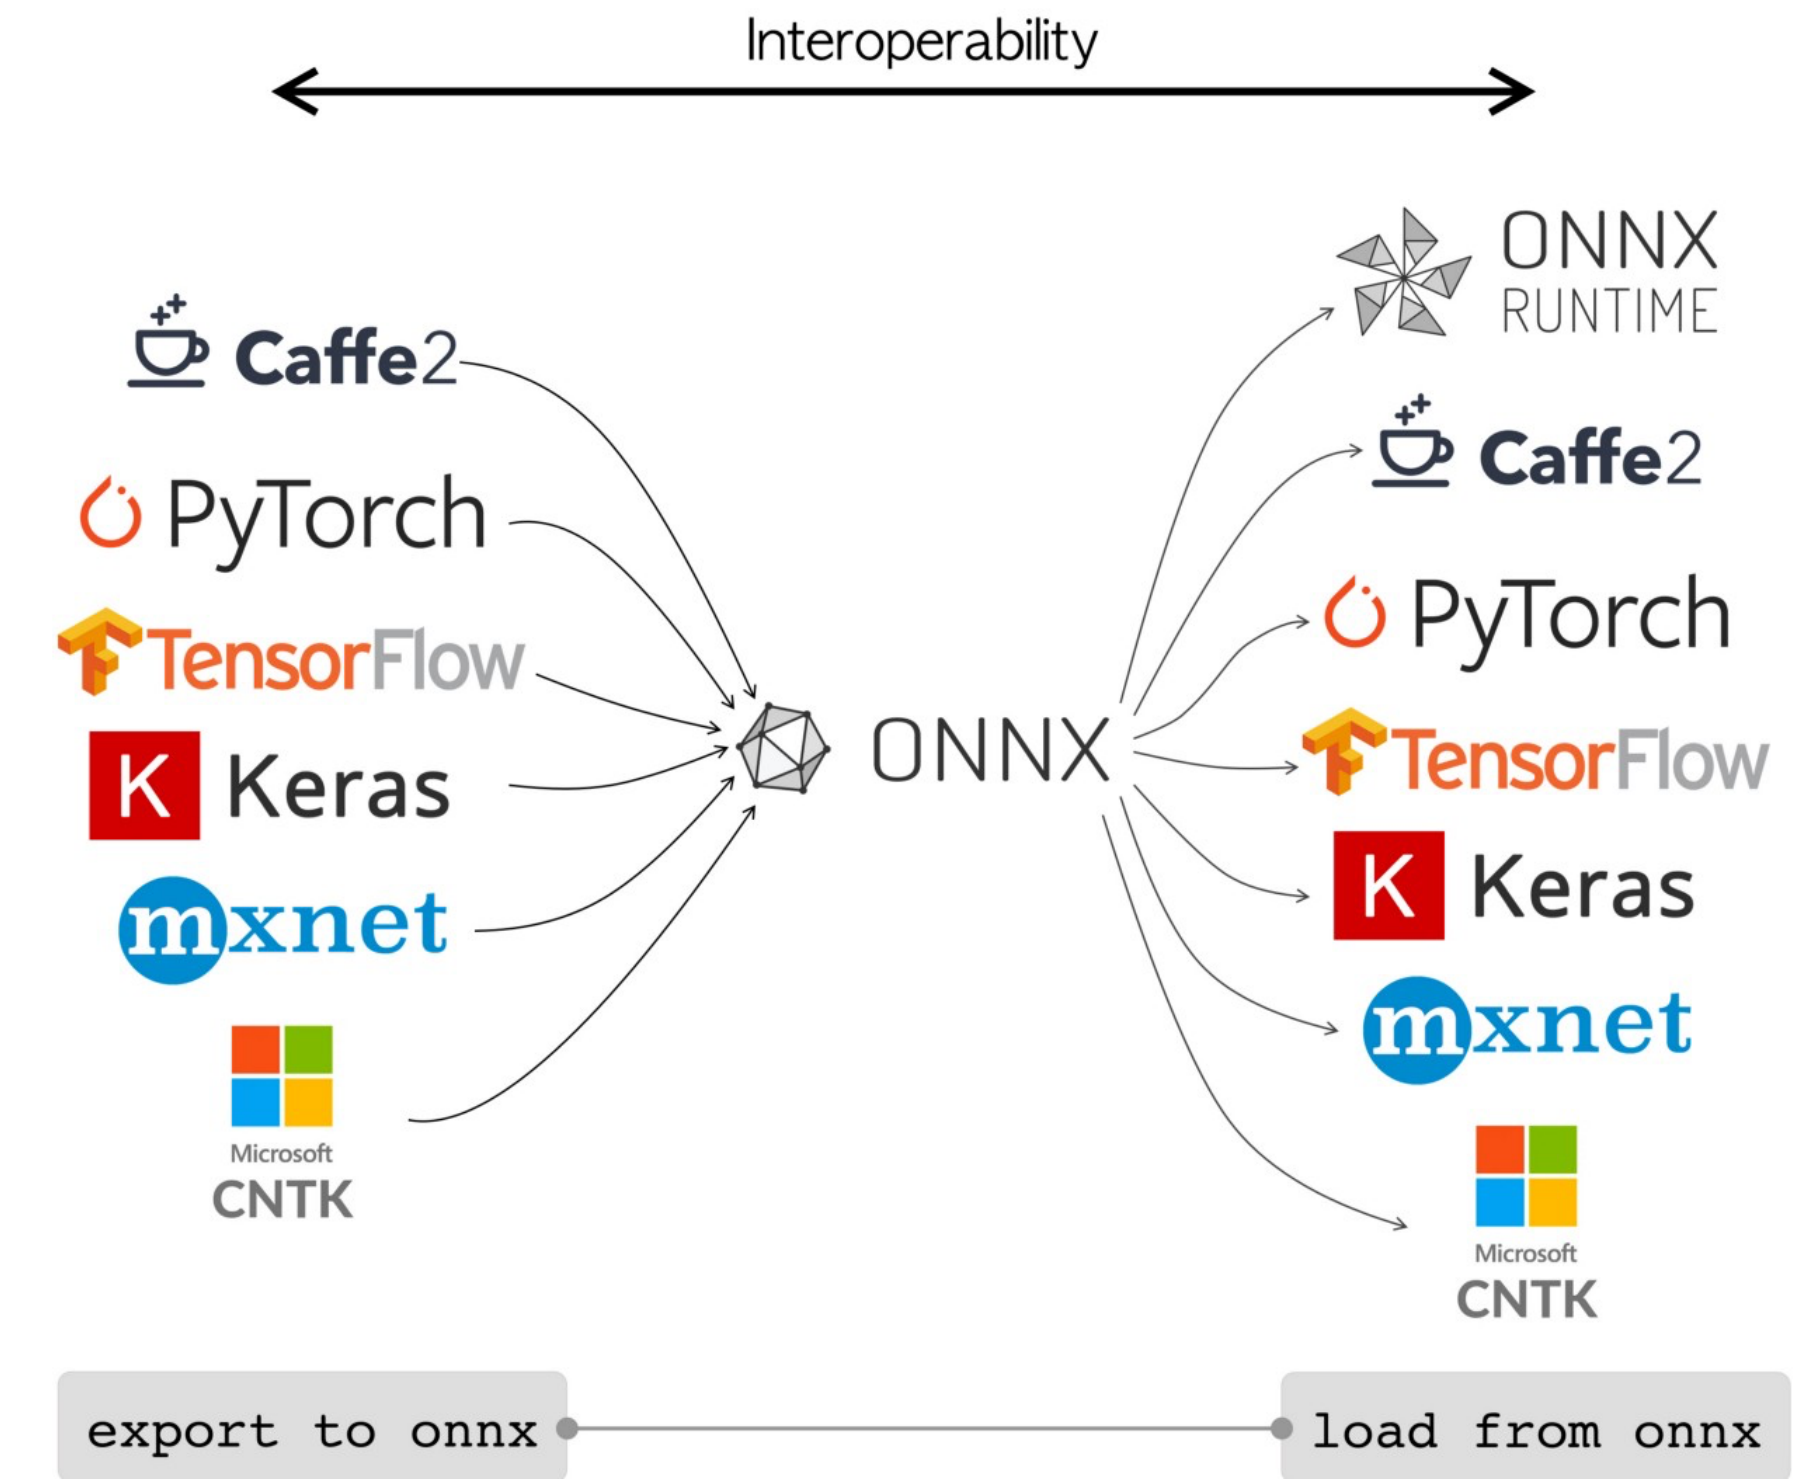 Interoperability
Caffe2
PyTorch
TensorFlow
K Keras
mxnet
Microsoft
CNTK
ONNX
ONNX
RUNTIME
Caffe2
PyTorch
TensorFlow
K Keras
mxnet
Microsoft
CNTK
export to onnx
load from onnx